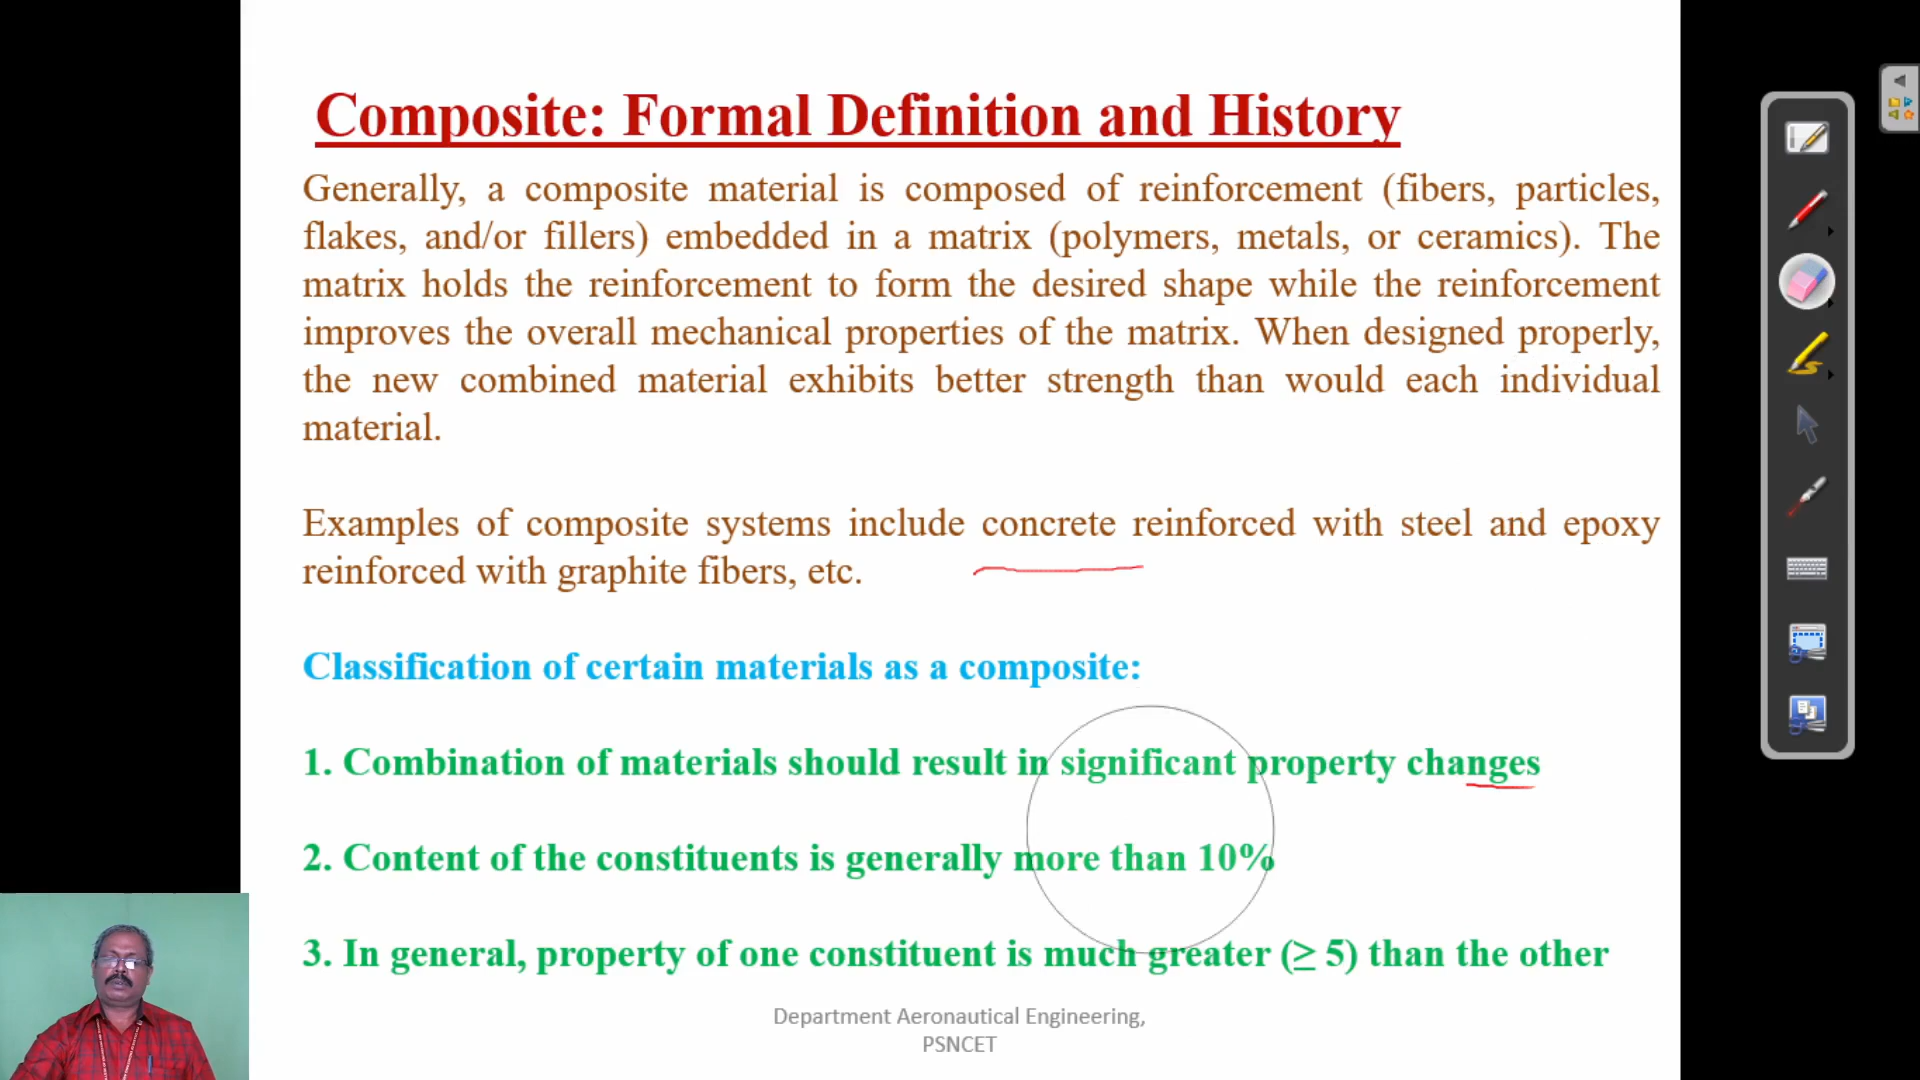 Composite: Formal Definition and History
Generally, a composite material is composed of reinforcement (fibers, particles,
flakes, and/or fillers) embedded in a matrix (polymers, metals, or ceramics). The
matrix holds the reinforcement to form the desired shape while the reinforcement
improves the overall mechanical properties of the matrix. When designed properly,
the new combined material exhibits better strength than would each individual
material.
Examples of composite systems include concrete reinforced with steel and epoxy
reinforced with graphite fibers, etc.
Classification of certain materials as a composite:
1. Combination of materials should result in significant property changes
2. Content of the constituents is generally more than 10%
3. In general, property of one constituent is much greater (≥ 5) than the other
Department Aeronautical Engineering,
PSNCET